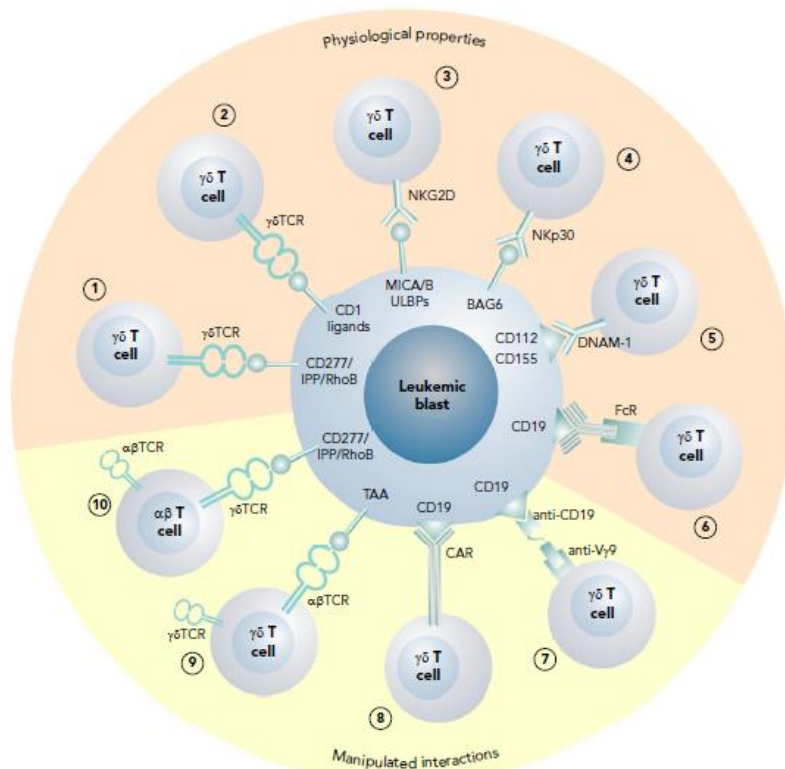 Physiological properties
1
γδ T
cell
γδTCR
CD277/
IPP/RhoB
2
γδ T
cell
γδTCR
CD1
ligands
3
γδ T
cell
NKG2D
MICA/B
ULBPs
4
γδ T
cell
NKp30
BAG6
5
γδ T
cell
DNAM-1
CD112
CD155
6
γδ T
cell
FcR
CD19
Leukemic
blast
7
γδ T
cell
anti-Vγ9
anti-CD19
CD19
8
γδ T
cell
CAR
CD19
9
γδ T
cell
γδTCR
αβTCR
TAA
10
αβ T
cell
αβTCR
γδTCR
CD277/
IPP/RhoB
Manipulated interactions